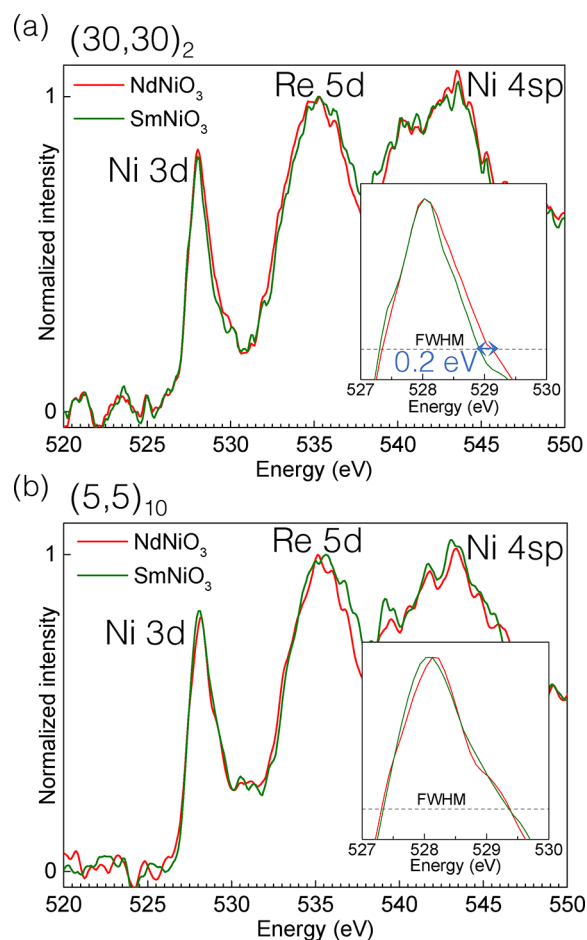 (a) (30,30)₂
NdNiO₃
SmNiO₃
Ni 3d
Re 5d
Ni 4sp
Normalized intensity
1
0
FWHM
0.2 eV
527 528 529 530
Energy (eV)
520 525 530 535 540 545 550
Energy (eV)
(b) (5,5)₁₀
NdNiO₃
SmNiO₃
Ni 3d
Re 5d
Ni 4sp
Normalized intensity
1
0
FWHM
527 528 529 530
Energy (eV)
520 525 530 535 540 545 550
Energy (eV)